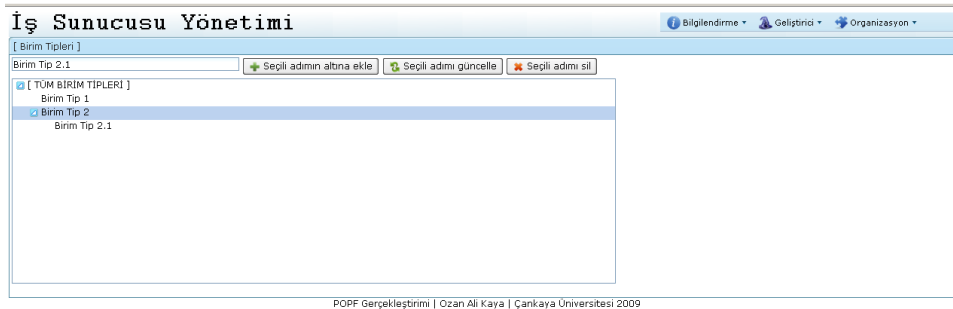 İş Sunucusu Yönetimi
Bilgilendirme Geliştirici Organizasyon
[ Birim Tipleri ]
Birim Tip 2.1 Seçili adımın altına ekle Seçili adımı güncelle Seçili adımı sil
[ TÜM BİRİM TİPLERİ ]
Birim Tip 1
Birim Tip 2
Birim Tip 2.1
POPF Gerçekleştirimi | Ozan Ali Kaya | Çankaya Üniversitesi 2009